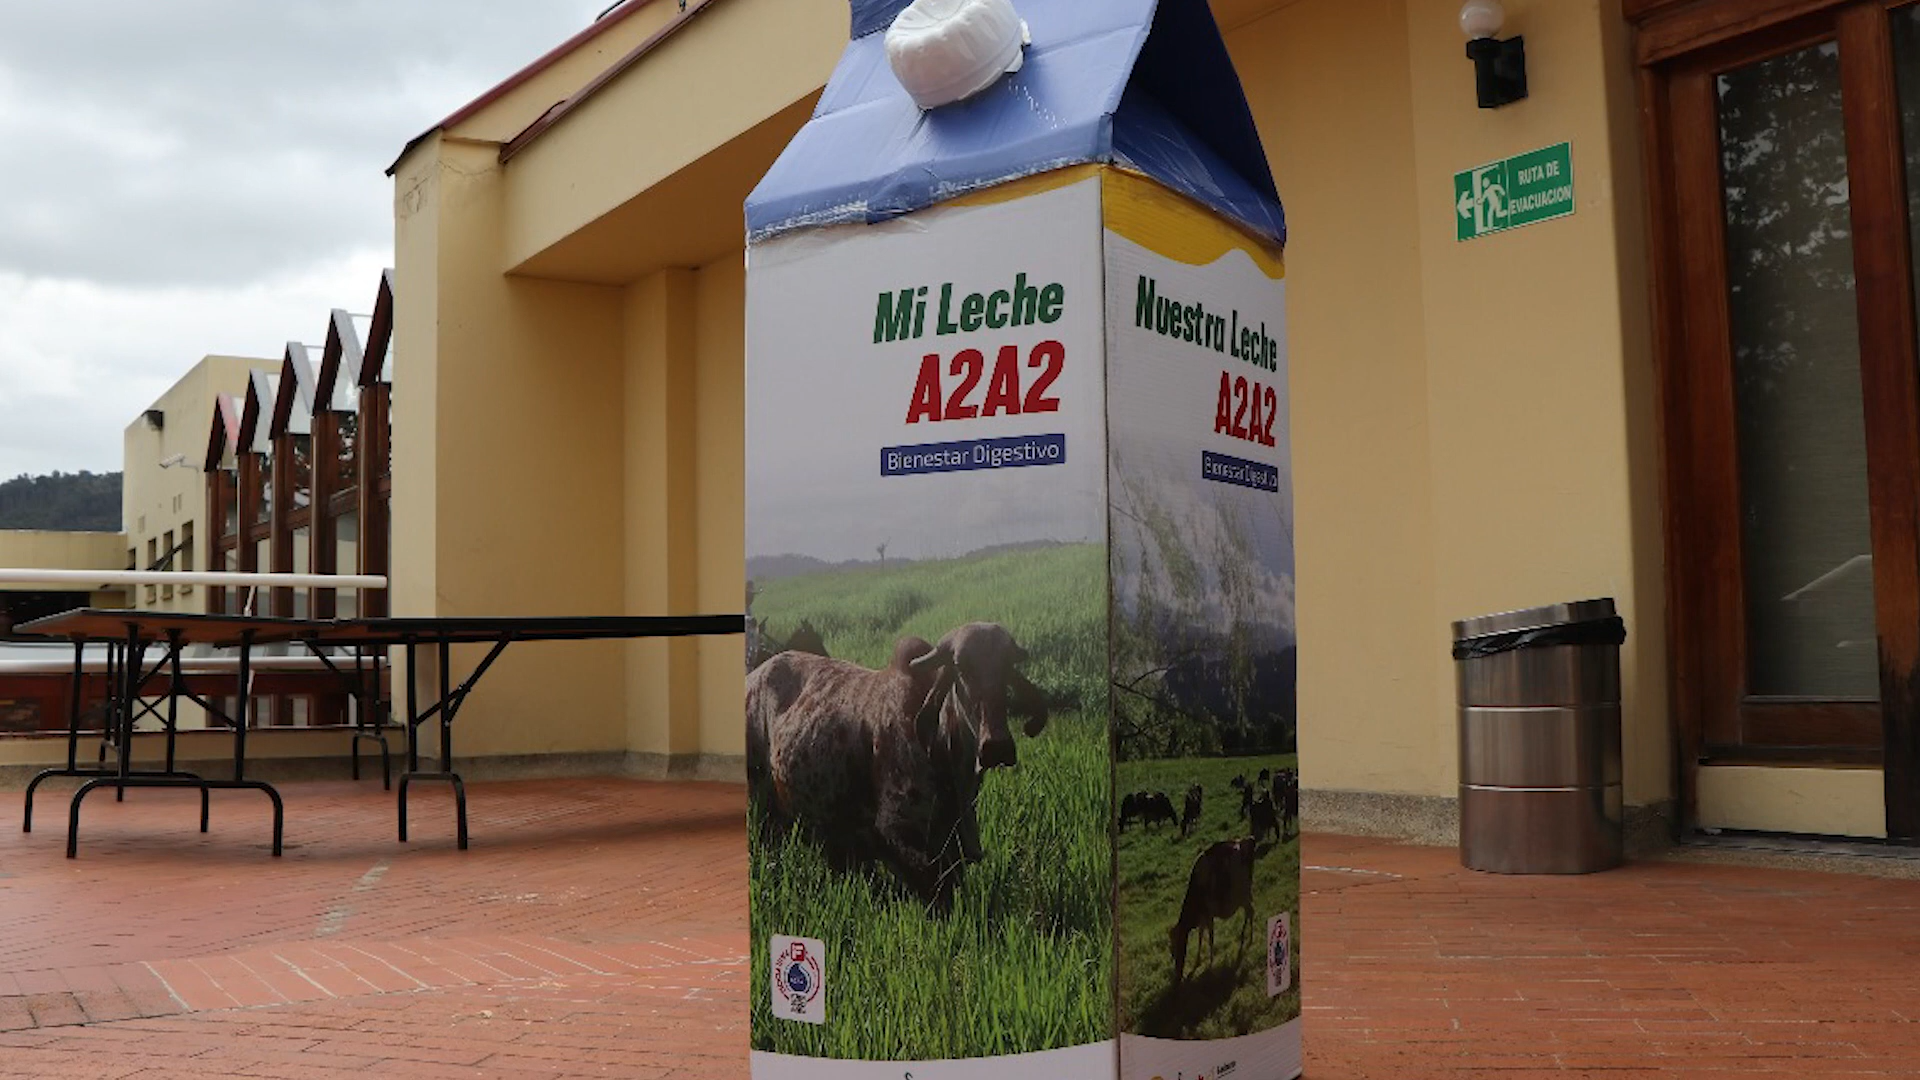 Mi Leche
A2A2
Bienestar Digestivo
Nuestra Leche
A2A2
Bienestar Digestivo
RUTA DE
EVACUACION